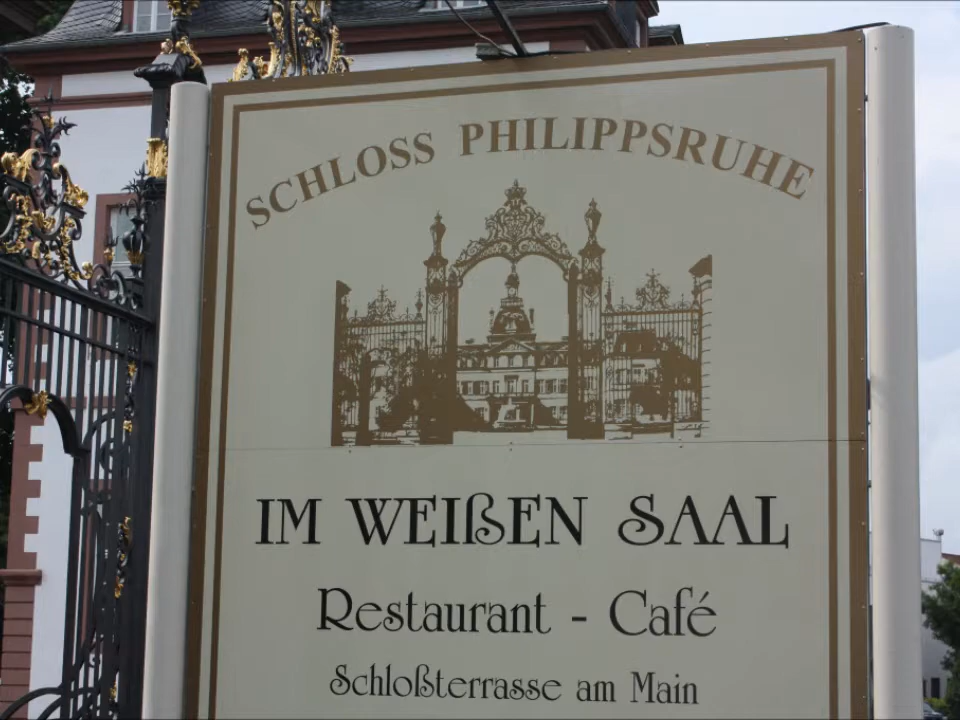 SCHLOSS PHILIPPSRUHE
IM WEIßEN SAAL
Restaurant - Café
Schloßterrasse am Main